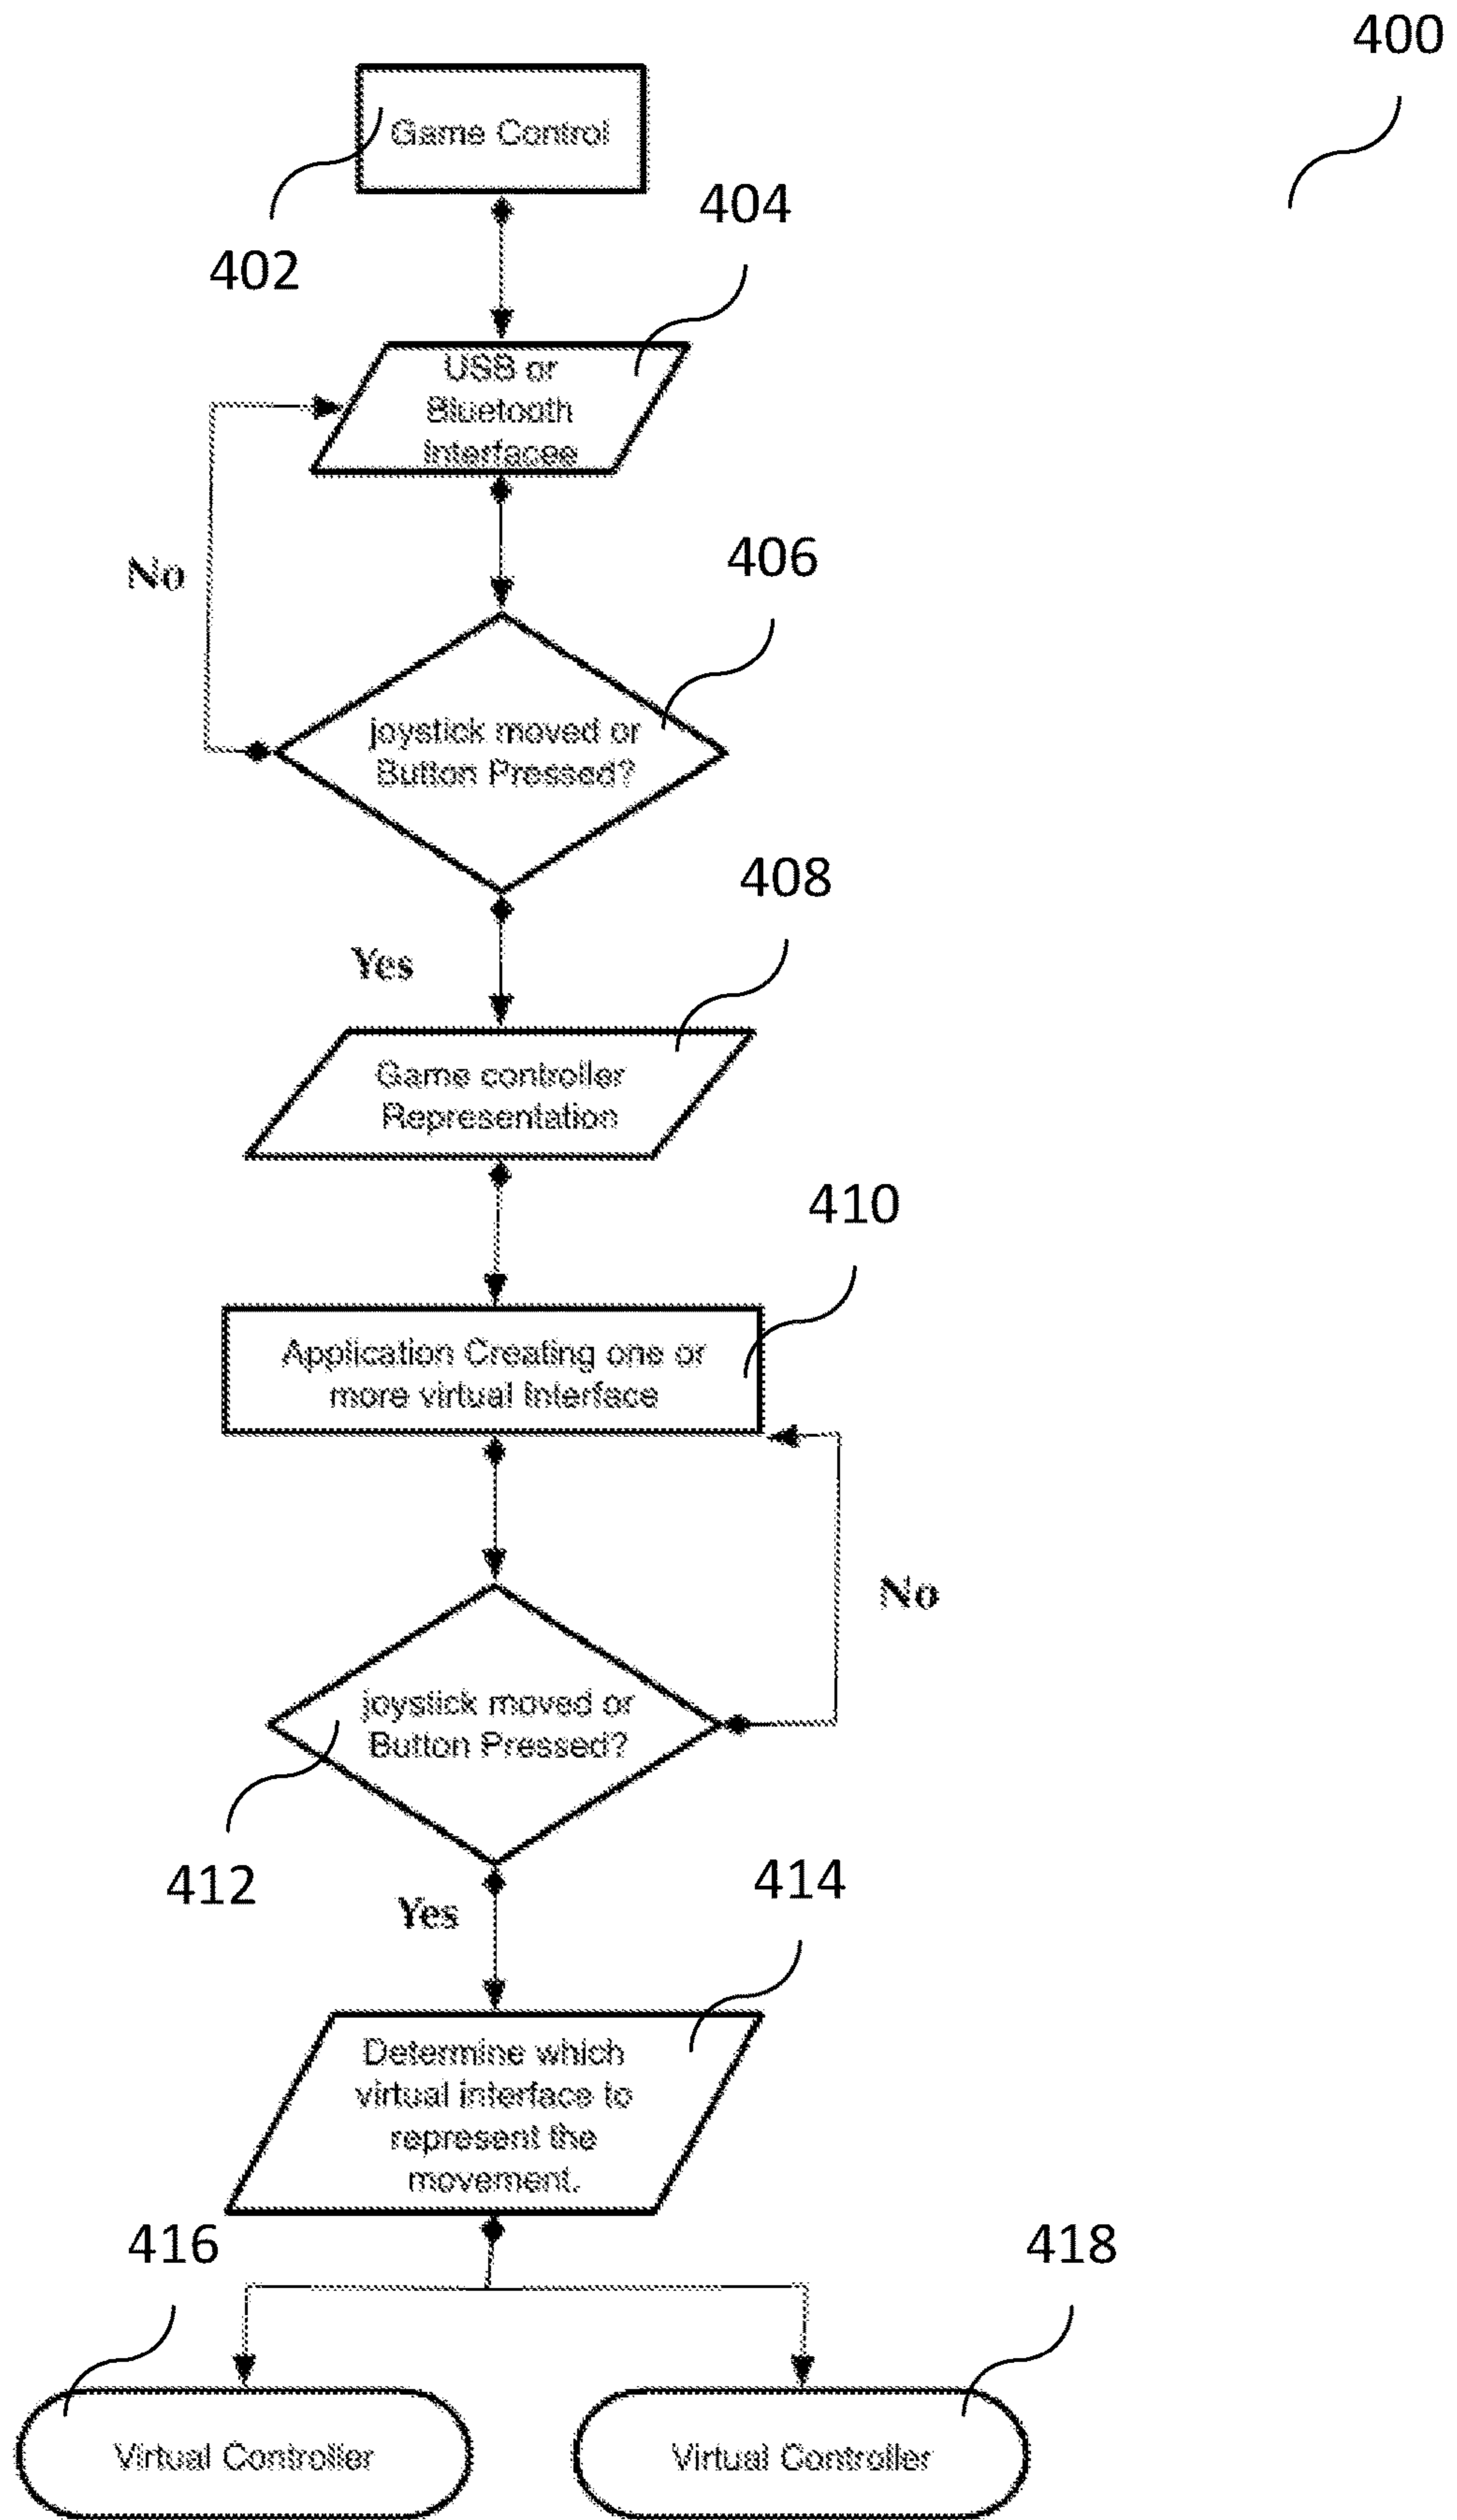 400
Game Control
402
404
USB or
Bluetooth
Interfacee
No
406
joystick moved or
Button Pressed?
408
Yes
Game controller
Representation
410
Application Creating one or
more virtual Interface
No
joystick moved or
Button Pressed?
412
414
Yes
Determine which
virtual interface to
represent the
movement.
416
418
Virtual Controller
Virtual Controller